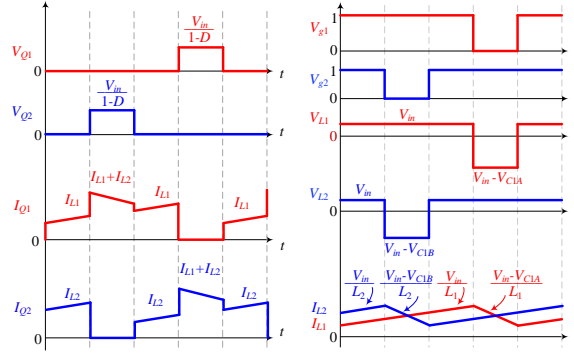 V_Q1
V_in
1-D
0
t
V_Q2
V_in
1-D
0
t
I_Q1
I_L1
I_L1+I_L2
I_L1
I_L1
0
t
I_Q2
I_L2
I_L2
I_L1+I_L2
I_L2
0
t
V_g1
1
0
V_g2
1
0
V_L1
V_in
0
V_in-V_C1A
V_L2
V_in
0
V_in-V_C1B
V_in
L_2
V_in-V_C1B
L_2
V_in
L_1
V_in-V_C1A
L_1
I_L2
I_L1
0
t